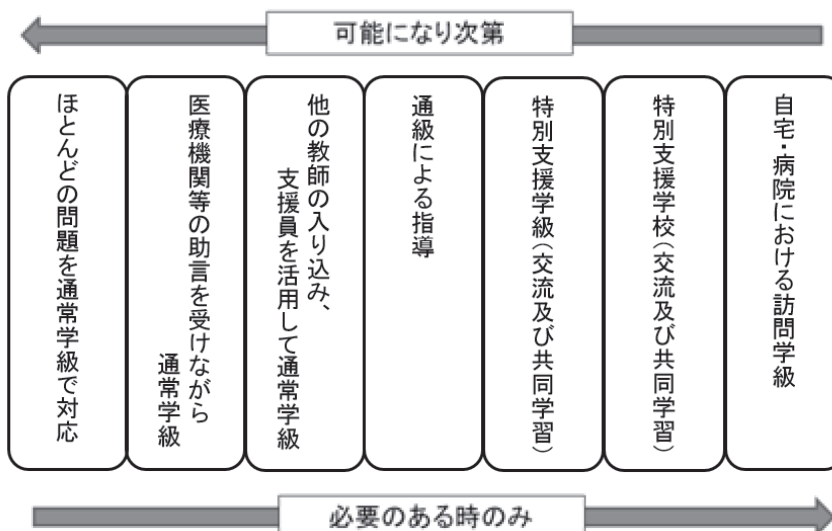 可能になり次第
ほとんどの問題を通常学級で対応
医療機関等の助言を受けながら
通常学級
他の教師の入り込み、
支援員を活用して通常学級
通級による指導
特別支援学級(交流及び共同学習)
特別支援学校(交流及び共同学習)
自宅・病院における訪問学級
必要のある時のみ